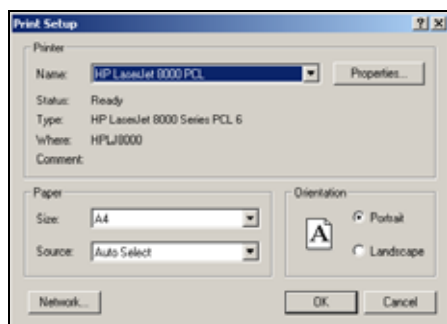 Print Setup
Printer
Name: HP LaserJet 8000 PCL Properties...
Status: Ready
Type: HP LaserJet 8000 Series PCL 6
Where: HPLJ8000
Comment:
Paper
Size: A4
Source: Auto Select
Orientation
A
Portrait
Landscape
Network... OK Cancel